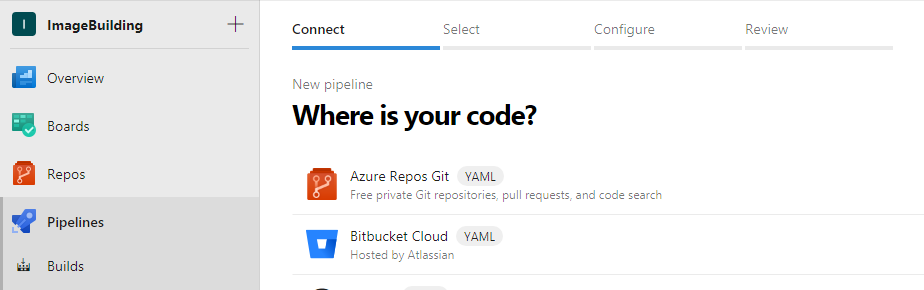 I ImageBuilding +
Connect Select Configure Review
Overview
New pipeline
Where is your code?
Boards
Repos
Azure Repos Git YAML
Free private Git repositories, pull requests, and code search
Pipelines
Bitbucket Cloud YAML
Hosted by Atlassian
Builds